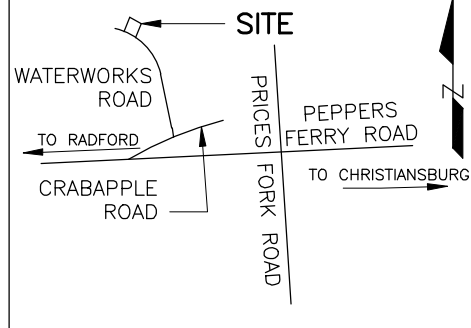 SITE
WATERWORKS
ROAD
PRICES FORK ROAD
PEPPERS
FERRY ROAD
TO RADFORD
TO CHRISTIANSBURG
CRABAPPLE
ROAD
N